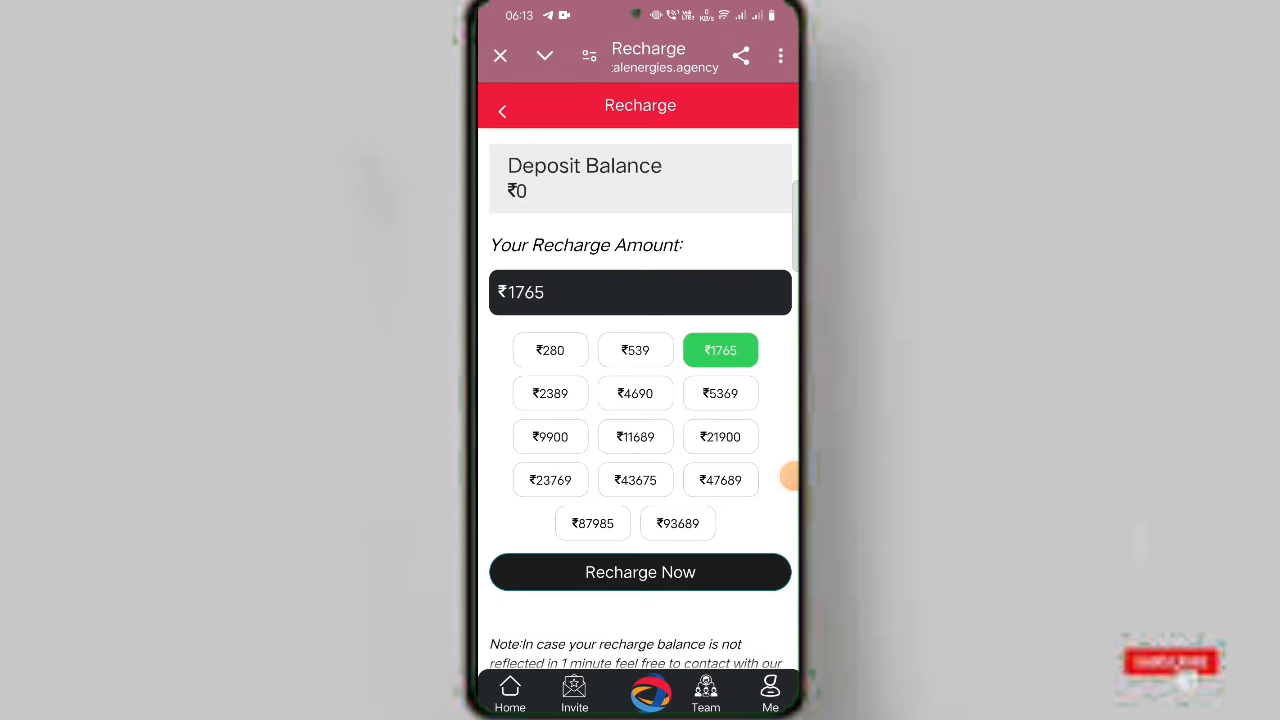 06:13
0
KB/s
Recharge
:alenergies.agency
Recharge
Deposit Balance
₹0
Your Recharge Amount:
₹1765
₹280 ₹539 ₹1765
₹2389 ₹4690 ₹5369
₹9900 ₹11689 ₹21900
₹23769 ₹43675 ₹47689
₹87985 ₹93689
Recharge Now
Note:In case your recharge balance is not
reflected in 1 minute feel free to contact with our
Home Invite Team Me